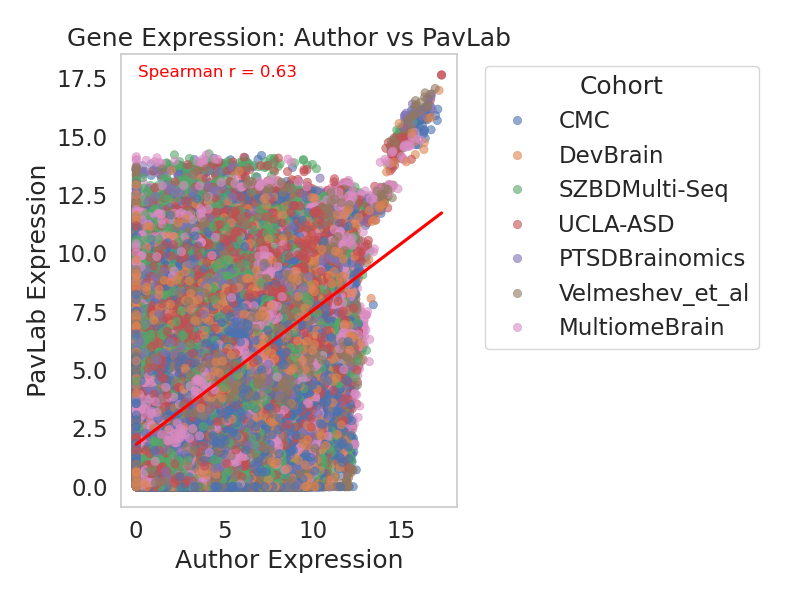 Gene Expression: Author vs PavLab
Spearman r = 0.63
17.5
15.0
12.5
10.0
7.5
5.0
2.5
0.0
PavLab Expression
0 5 10 15
Author Expression
Cohort
CMC
DevBrain
SZBDMulti-Seq
UCLA-ASD
PTSDBrainomics
Velmeshev_et_al
MultiomeBrain